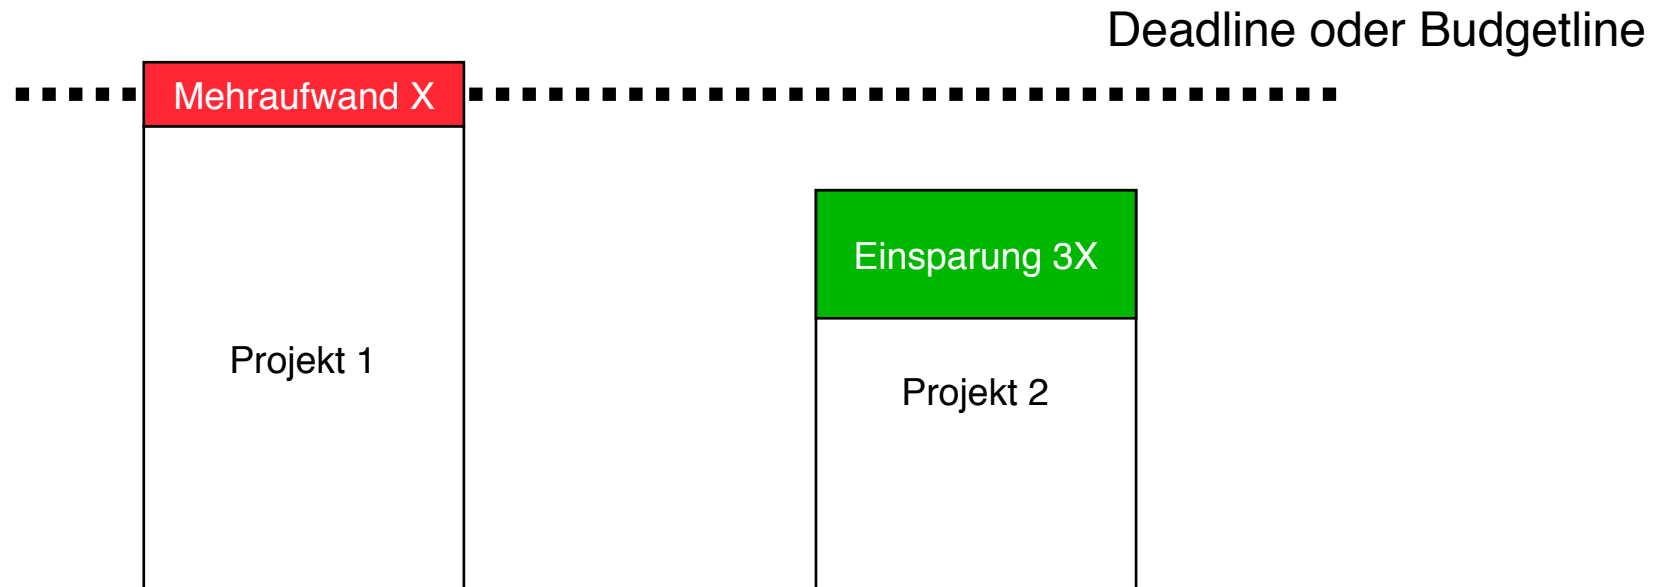 Deadline oder Budgetline
Mehraufwand X
Einsparung 3X
Projekt 1
Projekt 2